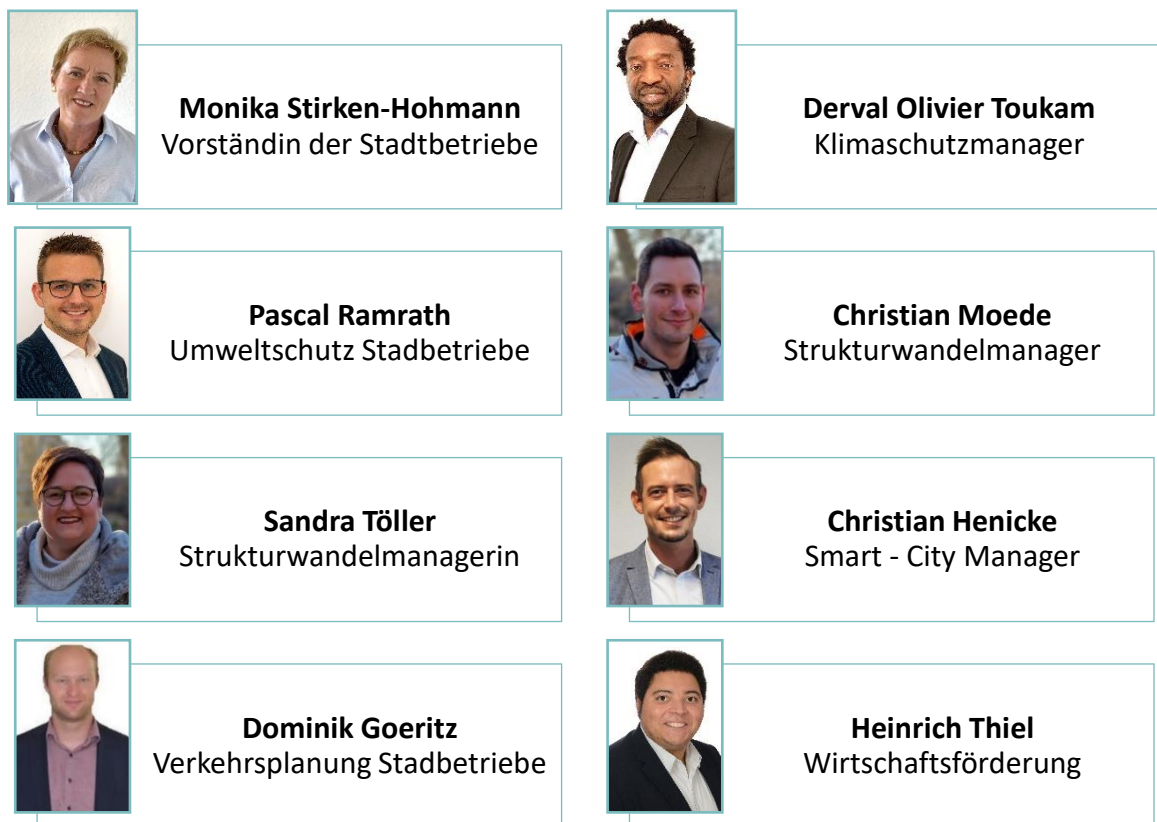 Monika Stirken-Hohmann
Vorständin der Stadtbetriebe
Derval Olivier Toukam
Klimaschutzmanager
Pascal Ramrath
Umweltschutz Stadbetriebe
Christian Moede
Strukturwandelmanager
Sandra Töller
Strukturwandelmanagerin
Christian Henicke
Smart - City Manager
Dominik Goeritz
Verkehrsplanung Stadbetriebe
Heinrich Thiel
Wirtschaftsförderung